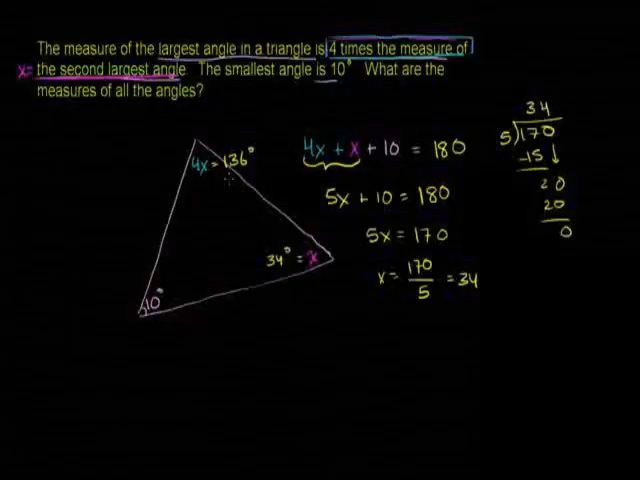 The measure of the largest angle in a triangle is 4 times the measure of
x= the second largest angle. The smallest angle is 10° What are the
measures of all the angles?
34
5)170
-15↓
20
20
0
4x = 136°
34° = x
10°
4x + x + 10 = 180
5x + 10 = 180
5x = 170
x = 170/5 = 34